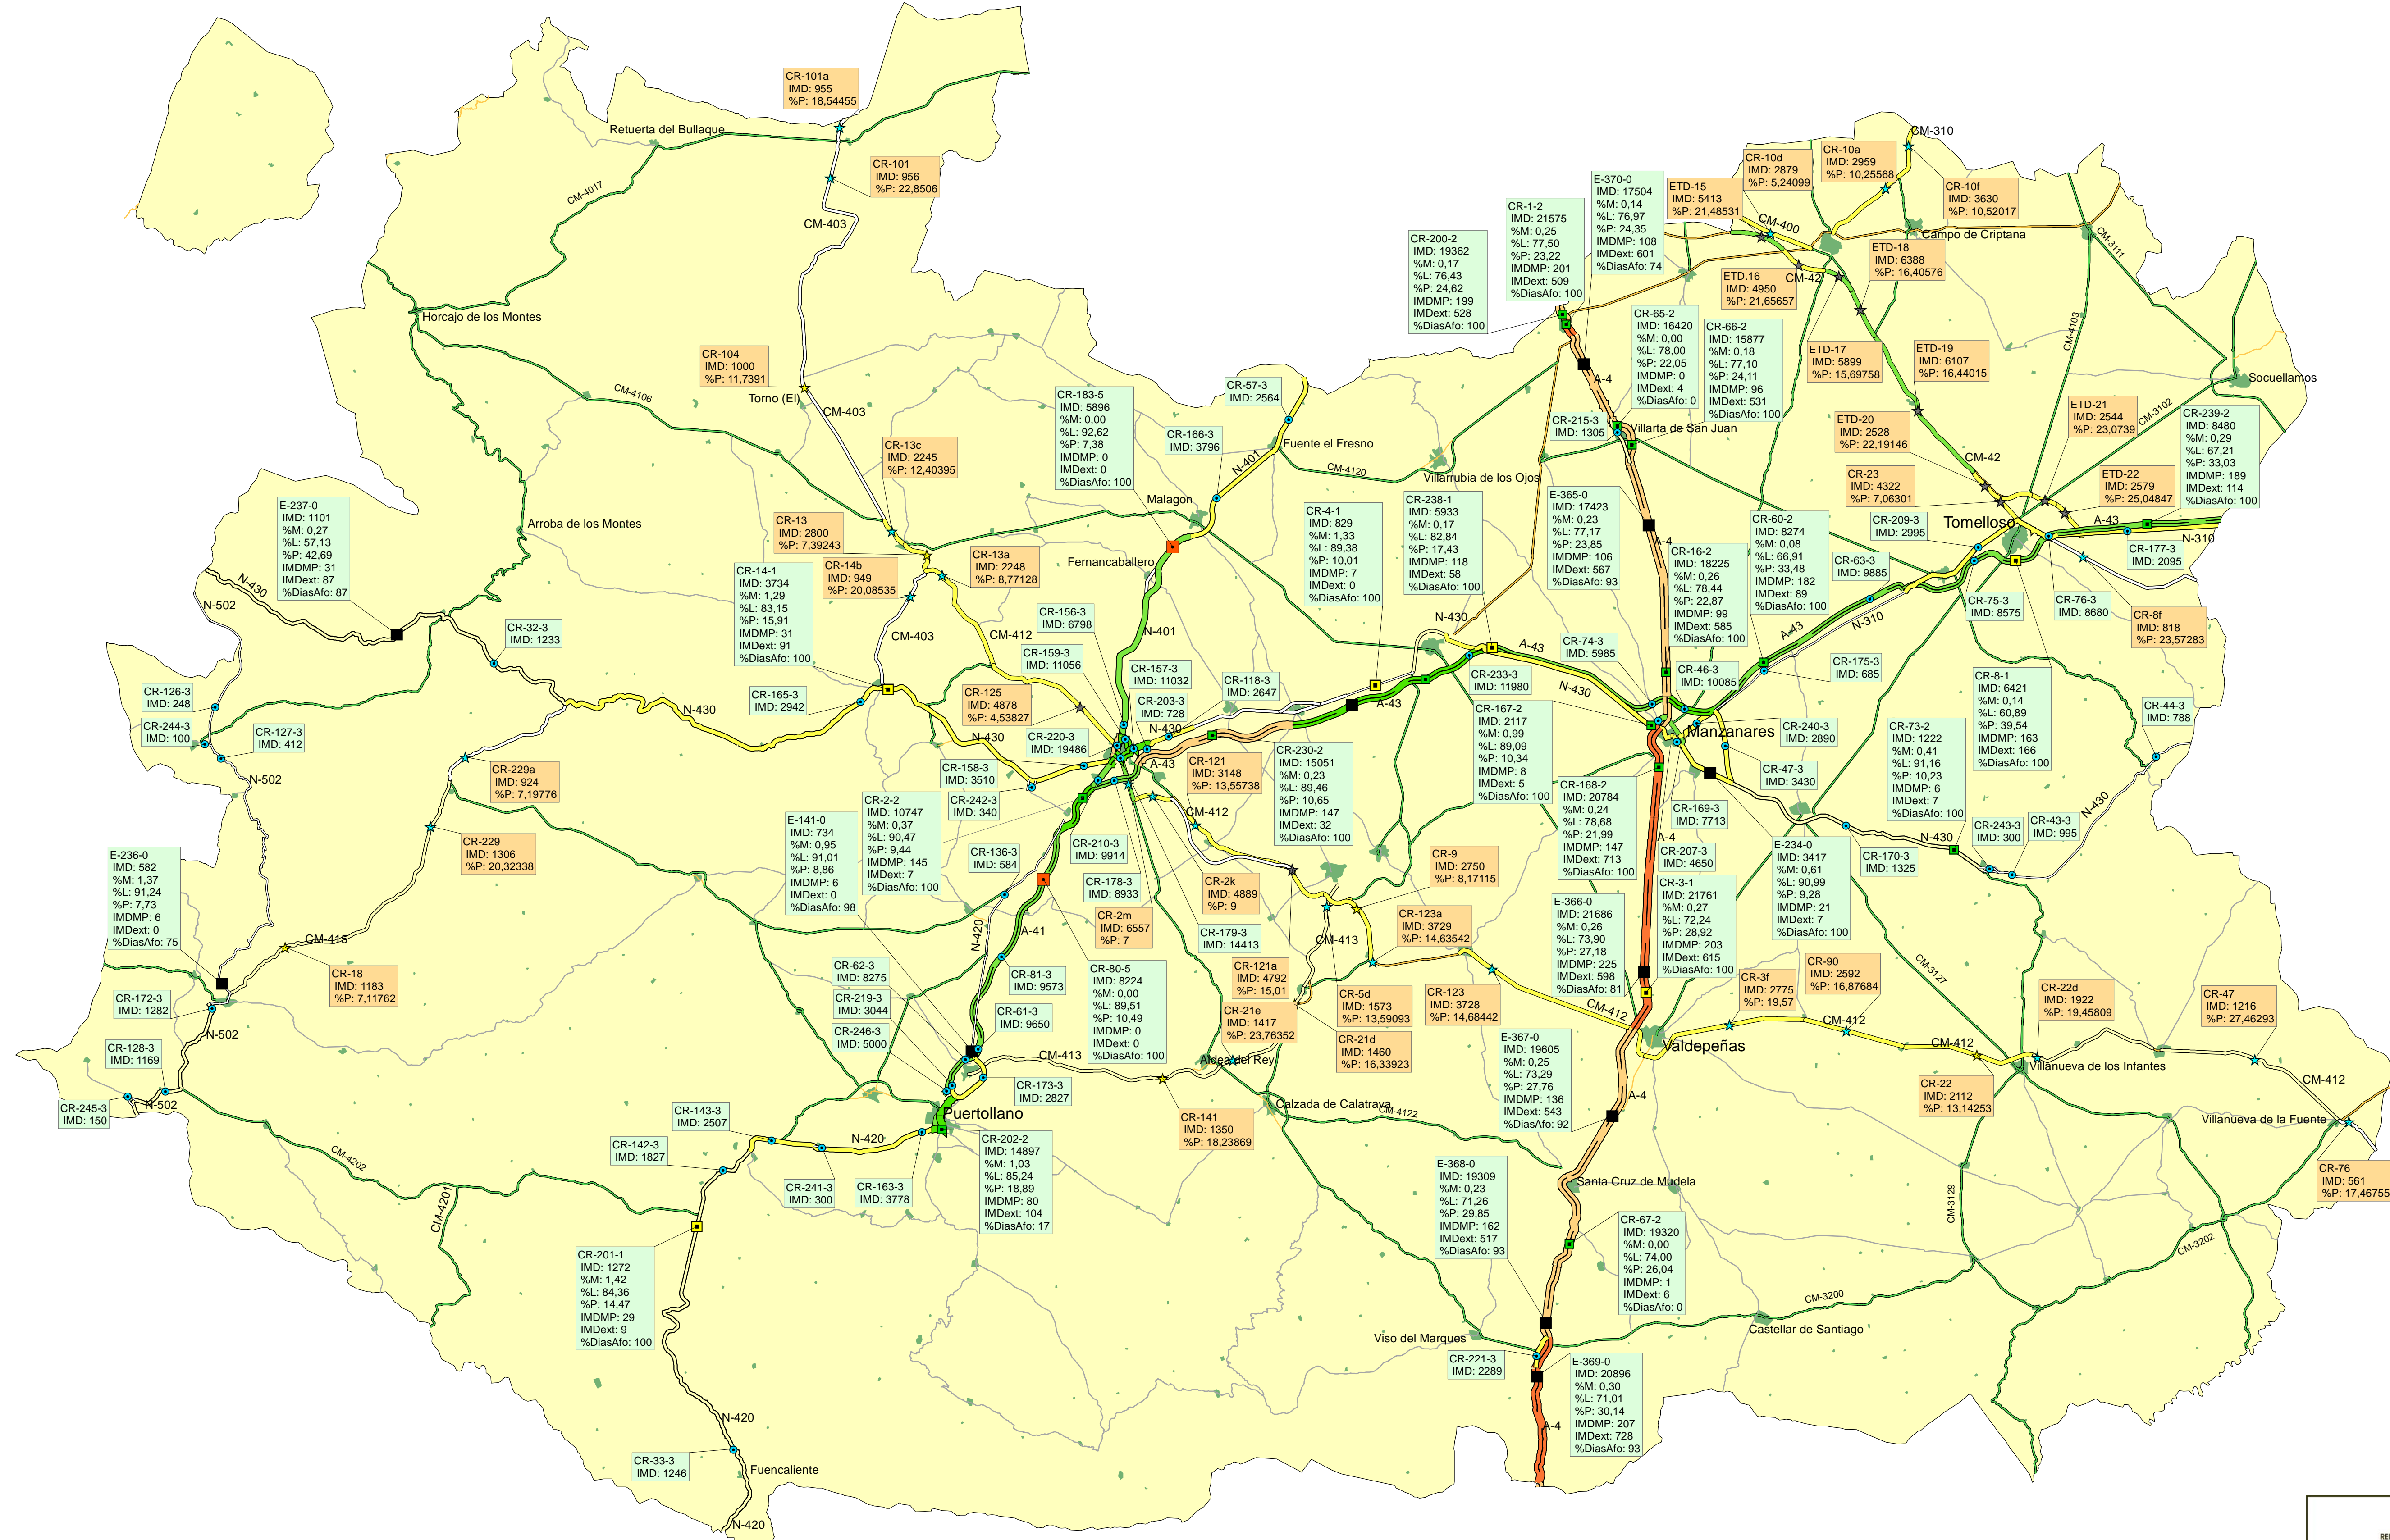 CR-101a
IMD: 955
%P: 18,54455
Retuerta del Bullaque
CR-101
IMD: 956
%P: 22,8506
CM-4017
CM-403
Horcajo de los Montes
CR-104
IMD: 1000
%P: 11,7391
Torno (El)
CM-403
CM-4106
CR-13c
IMD: 2245
%P: 12,40395
CR-183-5
IMD: 5896
%M: 0,00
%L: 92,62
%P: 7,38
IMDMP: 0
IMDext: 0
%DiasAfo: 100
CR-57-3
IMD: 2564
CR-166-3
IMD: 3796
Fuente el Fresno
N-401
CM-4120
Malagon
Villarrubia de los Ojos
CR-200-2
IMD: 19362
%M: 0,17
%L: 76,43
%P: 24,62
IMDMP: 199
IMDext: 528
%DiasAfo: 100
CR-1-2
IMD: 21575
%M: 0,25
%L: 77,50
%P: 23,22
IMDMP: 201
IMDext: 509
%DiasAfo: 100
E-370-0
IMD: 17504
%M: 0,14
%L: 76,97
%P: 24,35
IMDMP: 108
IMDext: 601
%DiasAfo: 74
ETD-15
IMD: 5413
%P: 21,48531
CR-10d
IMD: 2879
%P: 5,24099
CR-10a
IMD: 2959
%P: 10,25568
CM-310
CR-10f
IMD: 3630
%P: 10,52017
CM-400
Campo de Criptana
CM-3111
ETD-18
IMD: 6388
%P: 16,40576
ETD.16
IMD: 4950
%P: 21,65657
CM-42
CR-65-2
IMD: 16420
%M: 0,00
%L: 78,00
%P: 22,05
IMDMP: 0
IMDext: 4
%DiasAfo: 0
CR-66-2
IMD: 15877
%M: 0,18
%L: 77,10
%P: 24,11
IMDMP: 96
IMDext: 531
%DiasAfo: 100
ETD-17
IMD: 5899
%P: 15,69758
ETD-19
IMD: 6107
%P: 16,44015
CM-4103
Socuellamos
A-4
CR-215-3
IMD: 1305
Villarta de San Juan
ETD-20
IMD: 2528
%P: 22,19146
ETD-21
IMD: 2544
%P: 23,0739
CM-3102
CR-239-2
IMD: 8480
%M: 0,29
%L: 67,21
%P: 33,03
IMDMP: 189
IMDext: 114
%DiasAfo: 100
CM-42
CR-23
IMD: 4322
%P: 7,06301
ETD-22
IMD: 2579
%P: 25,04847
CR-209-3
IMD: 2995
Tomelloso
A-43
N-310
CR-177-3
IMD: 2095
E-237-0
IMD: 1101
%M: 0,27
%L: 57,13
%P: 42,69
IMDMP: 31
IMDext: 87
%DiasAfo: 87
Arroba de los Montes
N-430
N-502
CR-32-3
IMD: 1233
CR-13
IMD: 2800
%P: 7,39243
CR-14b
IMD: 949
%P: 20,08535
CR-13a
IMD: 2248
%P: 8,77128
Fernancaballero
CR-14-1
IMD: 3734
%M: 1,29
%L: 83,15
%P: 15,91
IMDMP: 31
IMDext: 91
%DiasAfo: 100
CM-403
CM-412
CR-156-3
IMD: 6798
N-401
CR-4-1
IMD: 829
%M: 1,33
%L: 89,38
%P: 10,01
IMDMP: 7
IMDext: 0
%DiasAfo: 100
CR-238-1
IMD: 5933
%M: 0,17
%L: 82,84
%P: 17,43
IMDMP: 118
IMDext: 58
%DiasAfo: 100
E-365-0
IMD: 17423
%M: 0,23
%L: 77,17
%P: 23,85
IMDMP: 106
IMDext: 567
%DiasAfo: 93
A-4
CR-16-2
IMD: 18225
%M: 0,26
%L: 78,44
%P: 22,87
IMDMP: 99
IMDext: 585
%DiasAfo: 100
CR-60-2
IMD: 8274
%M: 0,08
%L: 66,91
%P: 33,48
IMDMP: 182
IMDext: 89
%DiasAfo: 100
CR-63-3
IMD: 9885
CR-75-3
IMD: 8575
CR-76-3
IMD: 8680
CR-8f
IMD: 818
%P: 23,57283
N-430
A-43
CR-74-3
IMD: 5985
A-43
N-310
CR-175-3
IMD: 685
CR-159-3
IMD: 11056
CR-157-3
IMD: 11032
CR-118-3
IMD: 2647
CR-203-3
IMD: 728
CR-125
IMD: 4878
%P: 4,53827
CR-165-3
IMD: 2942
CR-126-3
IMD: 248
CR-244-3
IMD: 100
CR-127-3
IMD: 412
N-430
CR-233-3
IMD: 11980
CR-46-3
IMD: 10085
N-430
A-43
CR-8-1
IMD: 6421
%M: 0,14
%L: 60,89
%P: 39,54
IMDMP: 163
IMDext: 166
%DiasAfo: 100
CR-44-3
IMD: 788
CR-220-3
IMD: 19486
N-430
N-430
A-43
CR-167-2
IMD: 2117
%M: 0,99
%L: 89,09
%P: 10,34
IMDMP: 8
IMDext: 5
%DiasAfo: 100
Manzanares
CR-240-3
IMD: 2890
CR-73-2
IMD: 1222
%M: 0,41
%L: 91,16
%P: 10,23
IMDMP: 6
IMDext: 7
%DiasAfo: 100
N-502
CR-229a
IMD: 924
%P: 7,19776
CR-158-3
IMD: 3510
CR-242-3
IMD: 340
CR-121
IMD: 3148
%P: 13,55738
CR-230-2
IMD: 15051
%M: 0,23
%L: 89,46
%P: 10,65
IMDMP: 147
IMDext: 32
%DiasAfo: 100
CR-168-2
IMD: 20784
%M: 0,24
%L: 78,68
%P: 21,99
IMDMP: 147
IMDext: 713
%DiasAfo: 100
CR-47-3
IMD: 3430
CR-169-3
IMD: 7713
N-430
CR-243-3
IMD: 300
CR-43-3
IMD: 995
N-430
CR-170-3
IMD: 1325
CR-2-2
IMD: 10747
%M: 0,37
%L: 90,47
%P: 9,44
IMDMP: 145
IMDext: 7
%DiasAfo: 100
E-141-0
IMD: 734
%M: 0,95
%L: 91,01
%P: 8,86
IMDMP: 6
IMDext: 0
%DiasAfo: 98
CM-412
CR-229
IMD: 1306
%P: 20,32338
E-236-0
IMD: 582
%M: 1,37
%L: 91,24
%P: 7,73
IMDMP: 6
IMDext: 0
%DiasAfo: 75
CR-136-3
IMD: 584
CR-210-3
IMD: 9914
CR-178-3
IMD: 8933
CR-2k
IMD: 4889
%P: 9
CR-2m
IMD: 6557
%P: 7
CR-9
IMD: 2750
%P: 8,17115
A-4
CR-207-3
IMD: 4650
E-234-0
IMD: 3417
%M: 0,61
%L: 90,99
%P: 9,28
IMDMP: 21
IMDext: 7
%DiasAfo: 100
CR-3-1
IMD: 21761
%M: 0,27
%L: 72,24
%P: 28,92
IMDMP: 203
IMDext: 615
%DiasAfo: 100
E-366-0
IMD: 21686
%M: 0,26
%L: 73,90
%P: 27,18
IMDMP: 225
IMDext: 598
%DiasAfo: 81
N-420
A-41
CR-179-3
IMD: 14413
CR-123a
IMD: 3729
%P: 14,63542
CM-413
CM-415
CR-18
IMD: 1183
%P: 7,11762
CR-62-3
IMD: 8275
CR-81-3
IMD: 9573
CR-80-5
IMD: 8224
%M: 0,00
%L: 89,51
%P: 10,49
IMDMP: 0
IMDext: 0
%DiasAfo: 100
CR-121a
IMD: 4792
%P: 15,01
CR-5d
IMD: 1573
%P: 13,59093
CR-123
IMD: 3728
%P: 14,68442
CM-412
CR-3f
IMD: 2775
%P: 19,57
CR-90
IMD: 2592
%P: 16,87684
CM-3127
CR-22d
IMD: 1922
%P: 19,45809
CR-47
IMD: 1216
%P: 27,46293
CR-172-3
IMD: 1282
CR-219-3
IMD: 3044
CR-61-3
IMD: 9650
CR-246-3
IMD: 5000
CR-21e
IMD: 1417
%P: 23,76352
CR-21d
IMD: 1460
%P: 16,33923
E-367-0
IMD: 19605
%M: 0,25
%L: 73,29
%P: 27,76
IMDMP: 136
IMDext: 543
%DiasAfo: 92
Valdepeñas
CM-412
CM-412
Villanueva de los Infantes
CM-412
N-502
CR-128-3
IMD: 1169
CM-413
Aldea del Rey
CR-173-3
IMD: 2827
CR-22
IMD: 2112
%P: 13,14253
CR-245-3
IMD: 150
N-502
Puertollano
CR-141
IMD: 1350
%P: 18,23869
Calzada de Calatrava
CM-4122
A-4
Villanueva de la Fuente
CR-143-3
IMD: 2507
CR-142-3
IMD: 1827
N-420
CR-202-2
IMD: 14897
%M: 1,03
%L: 85,24
%P: 18,89
IMDMP: 80
IMDext: 104
%DiasAfo: 17
CM-4202
CR-241-3
IMD: 300
CR-163-3
IMD: 3778
E-368-0
IMD: 19309
%M: 0,23
%L: 71,26
%P: 29,85
IMDMP: 162
IMDext: 517
%DiasAfo: 93
Santa Cruz de Mudela
CR-76
IMD: 561
%P: 17,46755
CM-4201
CM-3129
CR-67-2
IMD: 19320
%M: 0,00
%L: 74,00
%P: 26,04
IMDMP: 1
IMDext: 6
%DiasAfo: 0
CM-3202
CR-201-1
IMD: 1272
%M: 1,42
%L: 84,36
%P: 14,47
IMDMP: 29
IMDext: 9
%DiasAfo: 100
CM-3200
Castellar de Santiago
Viso del Marques
CR-221-3
IMD: 2289
E-369-0
IMD: 20896
%M: 0,30
%L: 71,01
%P: 30,14
IMDMP: 207
IMDext: 728
%DiasAfo: 93
A-4
N-420
CR-33-3
IMD: 1246
Fuencaliente
N-420